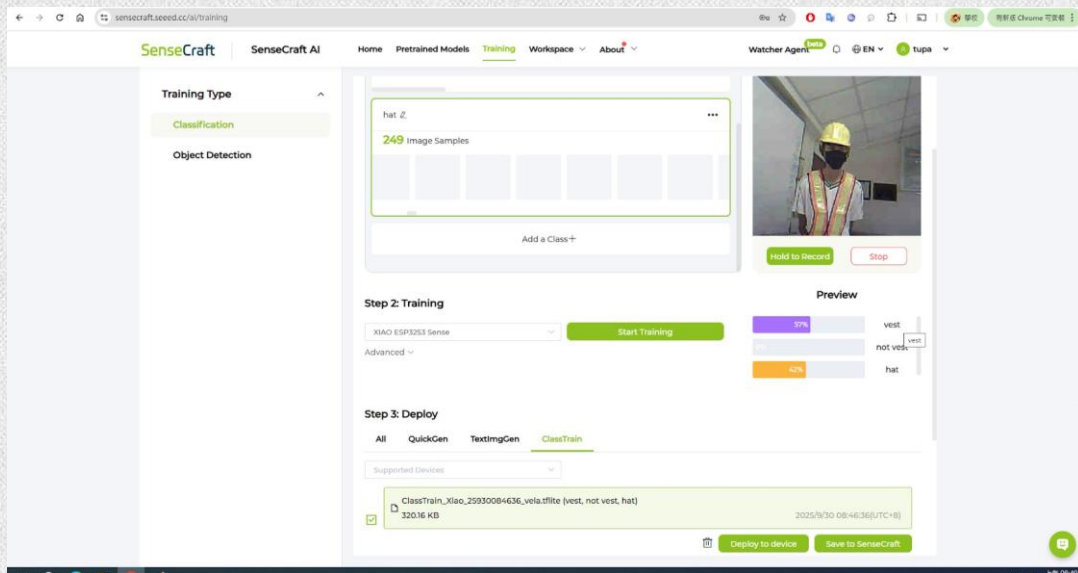 sensecraft.seeed.cc/ai/training
學校
SenseCraft
SenseCraft AI
Home
Pretrained Models
Training
Workspace
About
Watcher Agent
beta
EN
tupa
Training Type
Classification
Object Detection
hat
249 Image Samples
Add a Class+
Hold to Record
Stop
Step 2: Training
XIAO ESP32S3 Sense
Start Training
Advanced
Preview
57%
vest
not vest
vest
42%
hat
Step 3: Deploy
All
QuickGen
TextImgGen
ClassTrain
Supported Devices
ClassTrain_Xiao_25930084636_vela.tflite (vest, not vest, hat)
320.16 KB
2025/9/30 08:46:36(UTC+8)
Deploy to device
Save to SenseCraft